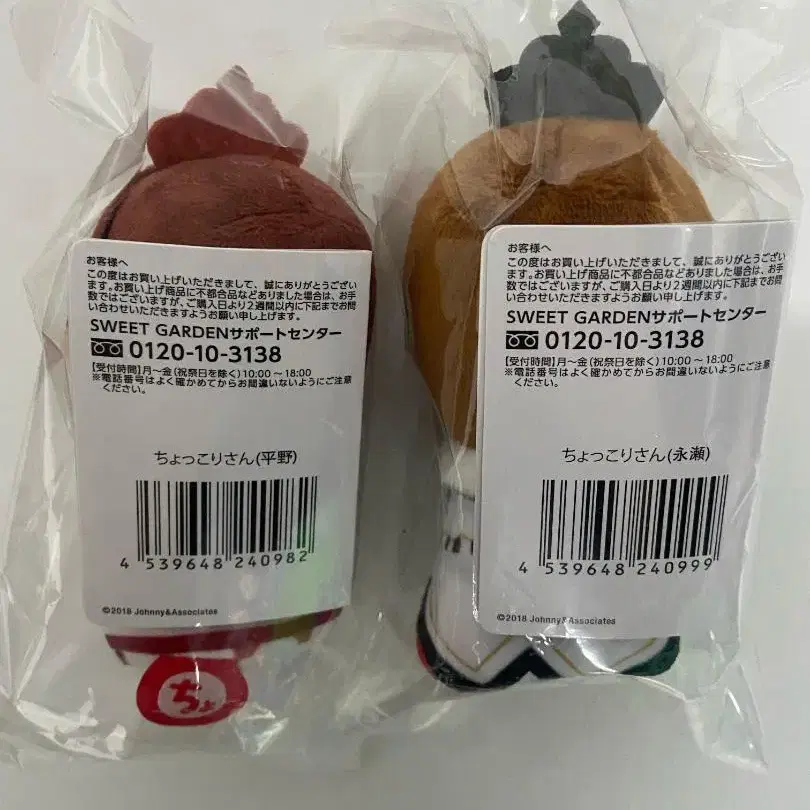 お客様へ
この度はお買い上げいただきまして、誠にありがとうござい
ます。お買い上げ商品に不都合品などありました場合は、お手
数ではございますが、ご購入日より2週間以内に下記までお問
い合わせいただきますようお願い申し上げます。
SWEET GARDENサポートセンター
0120-10-3138
【受付時間】月～金(祝祭日を除く)10:00～18:00
※電話番号はよく確かめてからお間違いないようにご注意
ください。
ちょっこりさん(平野)
4 539648 240982
©2018 Johnny&Associates
ちょ
お客様へ
この度はお買い上げいただきまして、誠にありがとうござい
ます。お買い上げ商品に不都合品などありました場合は、お手
数ではございますが、ご購入日より2週間以内に下記までお問
い合わせいただきますようお願い申し上げます。
SWEET GARDENサポートセンター
0120-10-3138
【受付時間】月～金(祝祭日を除く)10:00～18:00
※電話番号はよく確かめてからお間違いないようにご注意
ください。
ちょっこりさん(永瀬)
4 539648 240999
©2018 Johnny&Associates